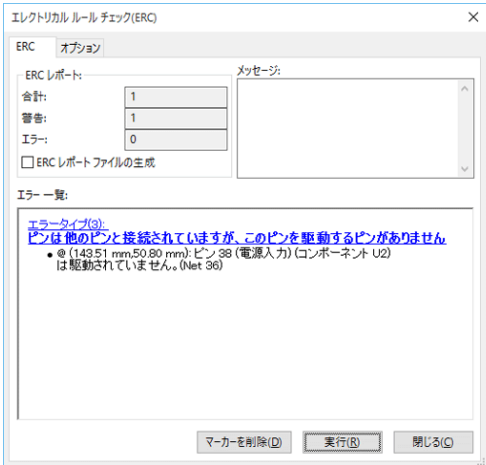 エレクトリカル ルール チェック(ERC)
ERC
オプション
ERC レポート:
合計: 1
警告: 1
エラー: 0
ERC レポート ファイルの生成
メッセージ:
エラー 一覧:
エラータイプ(3):
ピンは他のピンと接続されていますが、このピンを駆動するピンがありません
• @ (143.51 mm,50.80 mm): ピン 38 (電源入力) (コンポーネント U2)
は駆動されていません。(Net 36)
マーカーを削除(D) 実行(R) 閉じる(C)